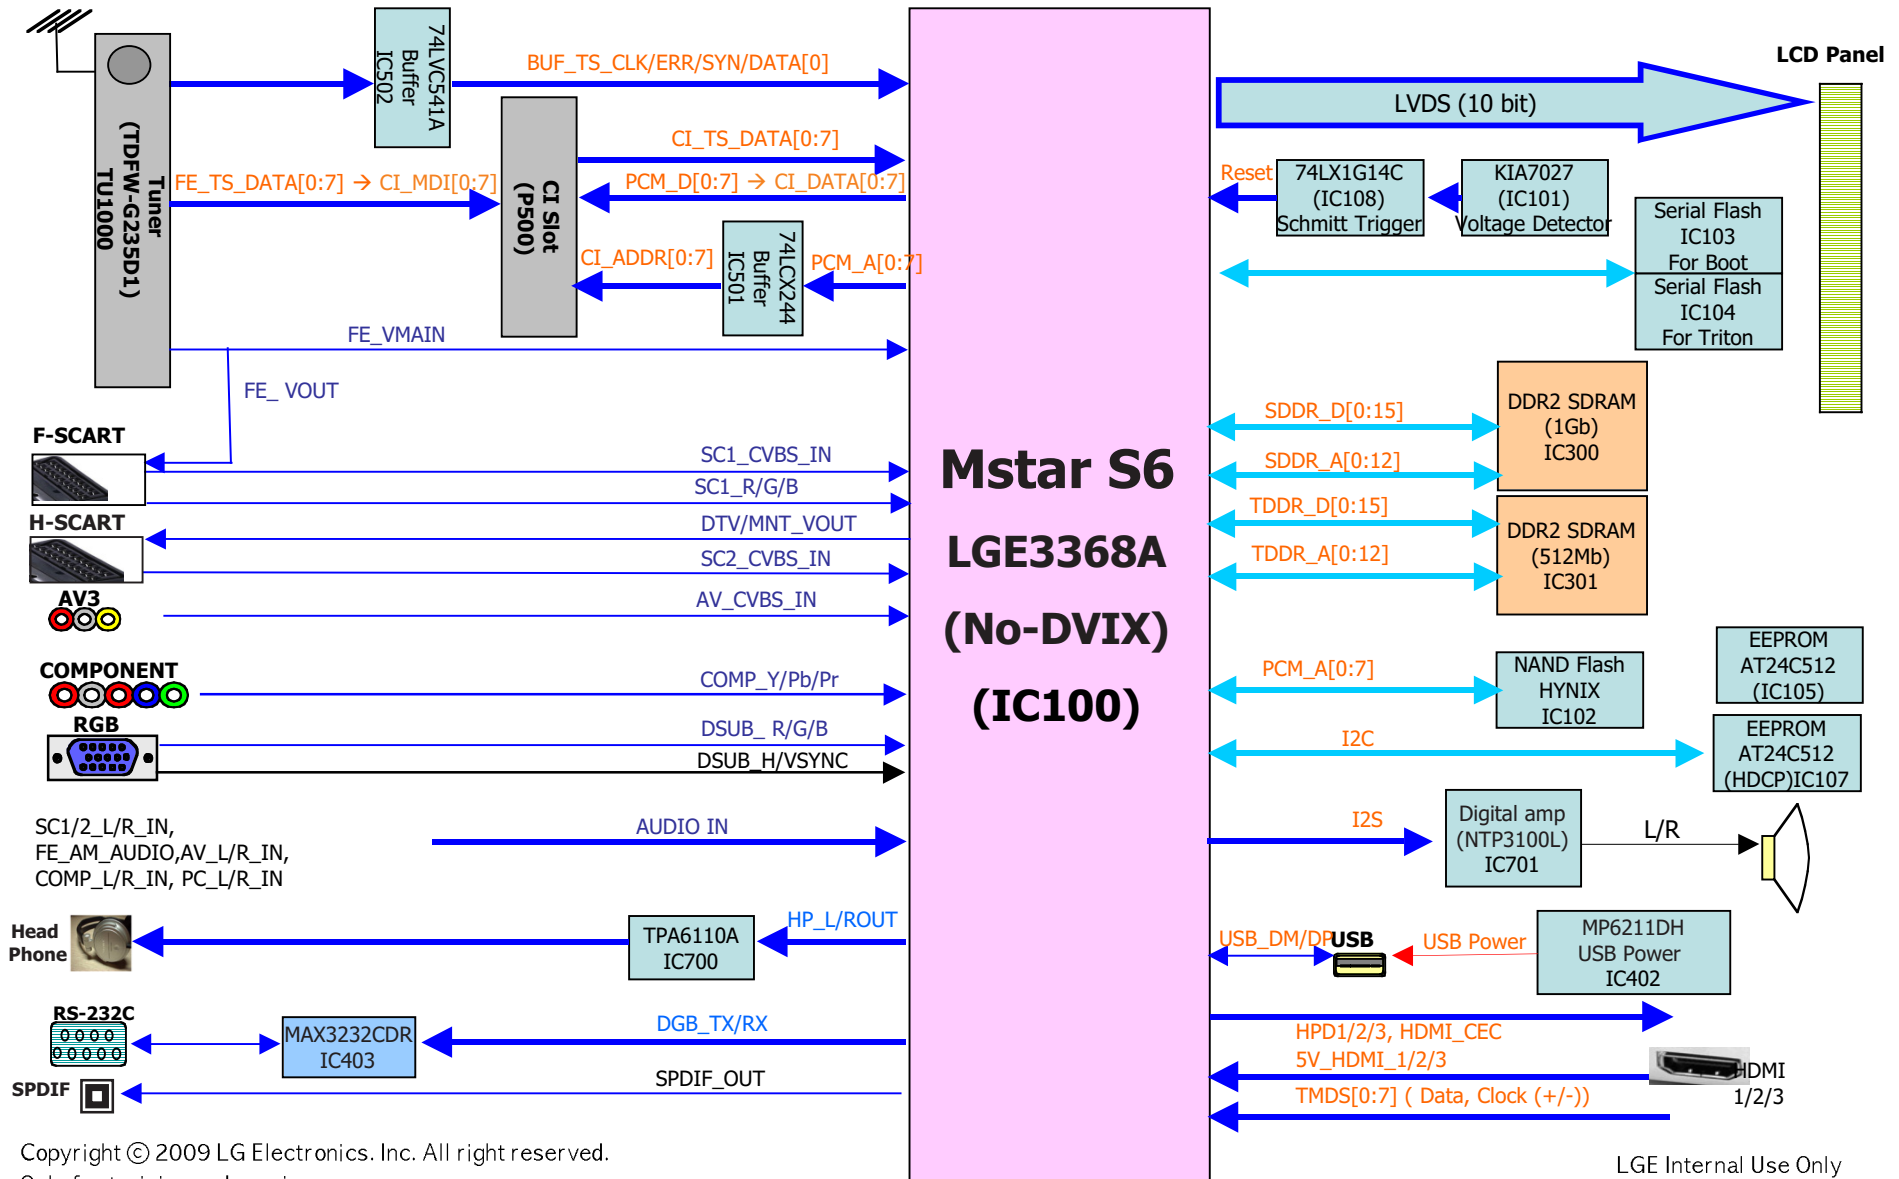 74LVC541A
Buffer
IC502
BUF_TS_CLK/ERR/SYN/DATA[0]
LCD Panel
LVDS (10 bit)
Tuner
(TDFW-G235D1)
TU1000
CI_TS_DATA[0:7]
FE_TS_DATA[0:7] → CI_MDI[0:7]
CI Slot
(P500)
PCM_D[0:7] → CI_DATA[0:7]
Reset
74LX1G14C
(IC108)
Schmitt Trigger
KIA7027
(IC101)
Voltage Detector
Serial Flash
IC103
For Boot
Serial Flash
IC104
For Triton
CI_ADDR[0:7]
74LCX244
Buffer
IC501
PCM_A[0:7]
FE_VMAIN
FE_ VOUT
F-SCART
SC1_CVBS_IN
SC1_R/G/B
H-SCART
DTV/MNT_VOUT
SC2_CVBS_IN
AV3
AV_CVBS_IN
COMPONENT
COMP_Y/Pb/Pr
RGB
DSUB_ R/G/B
DSUB_H/VSYNC
Mstar S6
LGE3368A
(No-DVIX)
(IC100)
SDDR_D[0:15]
SDDR_A[0:12]
DDR2 SDRAM
(1Gb)
IC300
TDDR_D[0:15]
TDDR_A[0:12]
DDR2 SDRAM
(512Mb)
IC301
PCM_A[0:7]
NAND Flash
HYNIX
IC102
EEPROM
AT24C512
(IC105)
I2C
EEPROM
AT24C512
(HDCP)IC107
SC1/2_L/R_IN,
FE_AM_AUDIO,AV_L/R_IN,
COMP_L/R_IN, PC_L/R_IN
AUDIO IN
I2S
Digital amp
(NTP3100L)
IC701
L/R
Head
Phone
TPA6110A
IC700
HP_L/ROUT
USB_DM/DP
USB
USB Power
MP6211DH
USB Power
IC402
RS-232C
MAX3232CDR
IC403
DGB_TX/RX
HPD1/2/3, HDMI_CEC
5V_HDMI_1/2/3
HDMI
1/2/3
SPDIF
SPDIF_OUT
TMDS[0:7] ( Data, Clock (+/-))
Copyright ⓒ 2009 LG Electronics. Inc. All right reserved.
LGE Internal Use Only